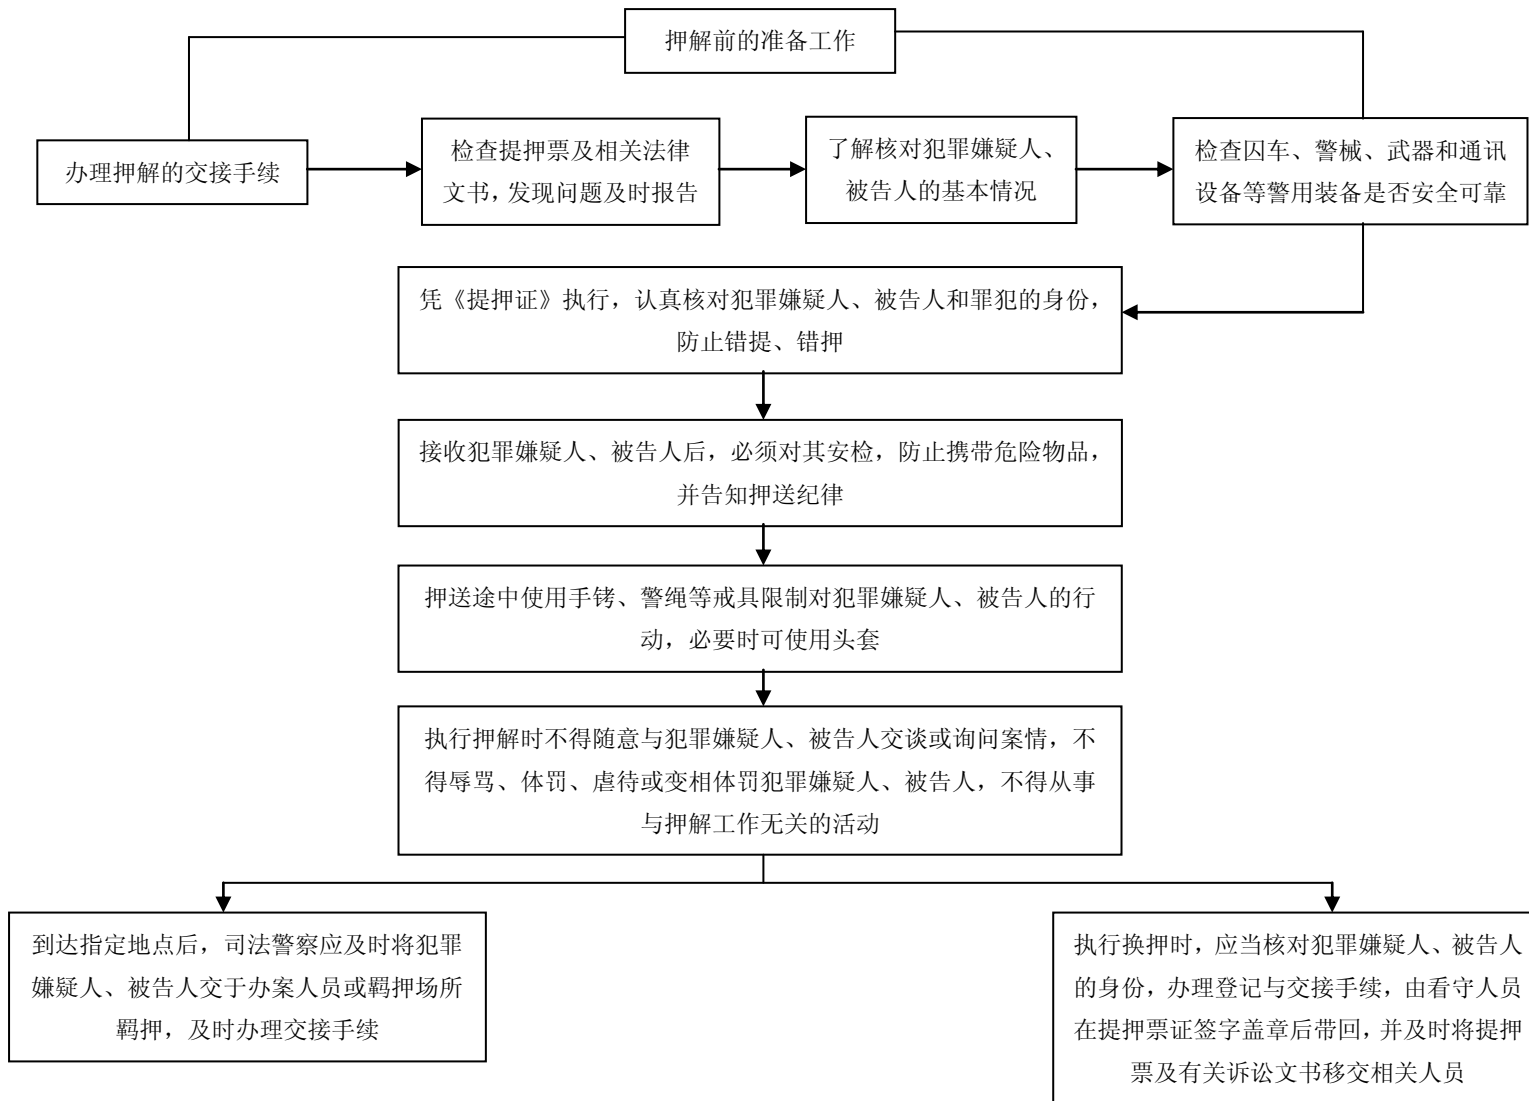 押解前的准备工作
办理押解的交接手续
检查提押票及相关法律
文书，发现问题及时报告
了解核对犯罪嫌疑人、
被告人的基本情况
检查囚车、警械、武器和通讯
设备等警用装备是否安全可靠
凭《提押证》执行，认真核对犯罪嫌疑人、被告人和罪犯的身份，
防止错提、错押
接收犯罪嫌疑人、被告人后，必须对其安检，防止携带危险物品，
并告知押送纪律
押送途中使用手铐、警绳等戒具限制对犯罪嫌疑人、被告人的行
动，必要时可使用头套
执行押解时不得随意与犯罪嫌疑人、被告人交谈或询问案情，不
得辱骂、体罚、虐待或变相体罚犯罪嫌疑人、被告人，不得从事
与押解工作无关的活动
到达指定地点后，司法警察应及时将犯罪
嫌疑人、被告人交于办案人员或羁押场所
羁押，及时办理交接手续
执行换押时，应当核对犯罪嫌疑人、被告人
的身份，办理登记与交接手续，由看守人员
在提押票证签字盖章后带回，并及时将提押
票及有关诉讼文书移交相关人员